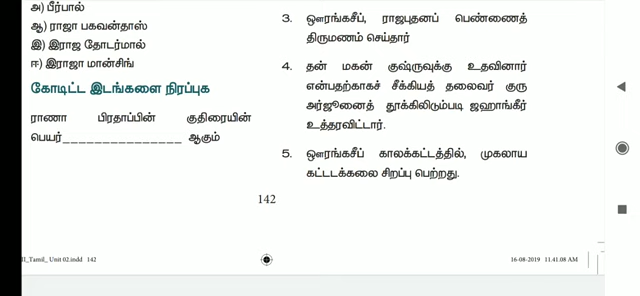 அ) பீர்பால்
ஆ) ராஜா பகவன்தாஸ்
இ) இராஜ தோடர்மால்
ஈ) இராஜா மான்சிங்
கோடிட்ட இடங்களை நிரப்புக
ராணா பிரதாப்பின் குதிரையின்
பெயர்_______________ ஆகும்
3. ஔரங்கசீப், ராஜபுதனப் பெண்ணைத்
திருமணம் செய்தார்
4. தன் மகன் குஷ்ருவுக்கு உதவினார்
என்பதற்காகச் சீக்கியத் தலைவர் குரு
அர்ஜூனைத் தூக்கிலிடும்படி ஜஹாங்கீர்
உத்தரவிட்டார்.
5. ஔரங்கசீப் காலக்கட்டத்தில், முகலாய
கட்டடக்கலை சிறப்பு பெற்றது.
142
II_Tamil_ Unit 02.indd 142
16-08-2019 11.41.08 AM